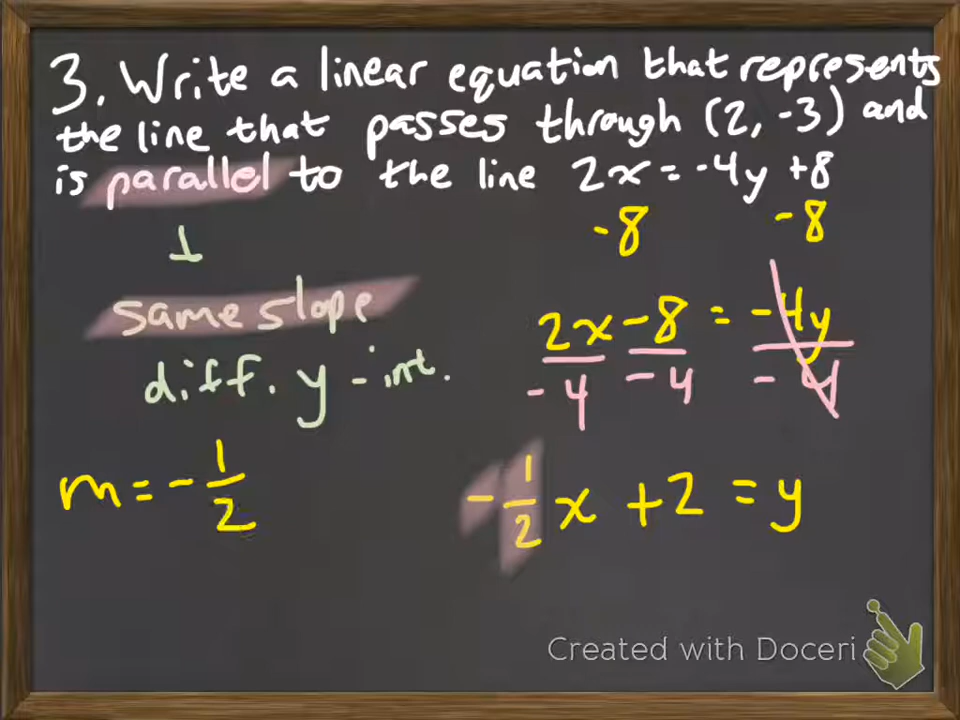 3. Write a linear equation that represents
the line that passes through (2, -3) and
is parallel to the line 2x = -4y +8
-8 -8
same slope
2x - 8 = -4y
-4 -4 -4
diff. y - int.
m = - 1/2
- 1/2 x + 2 = y
Created with Doceri